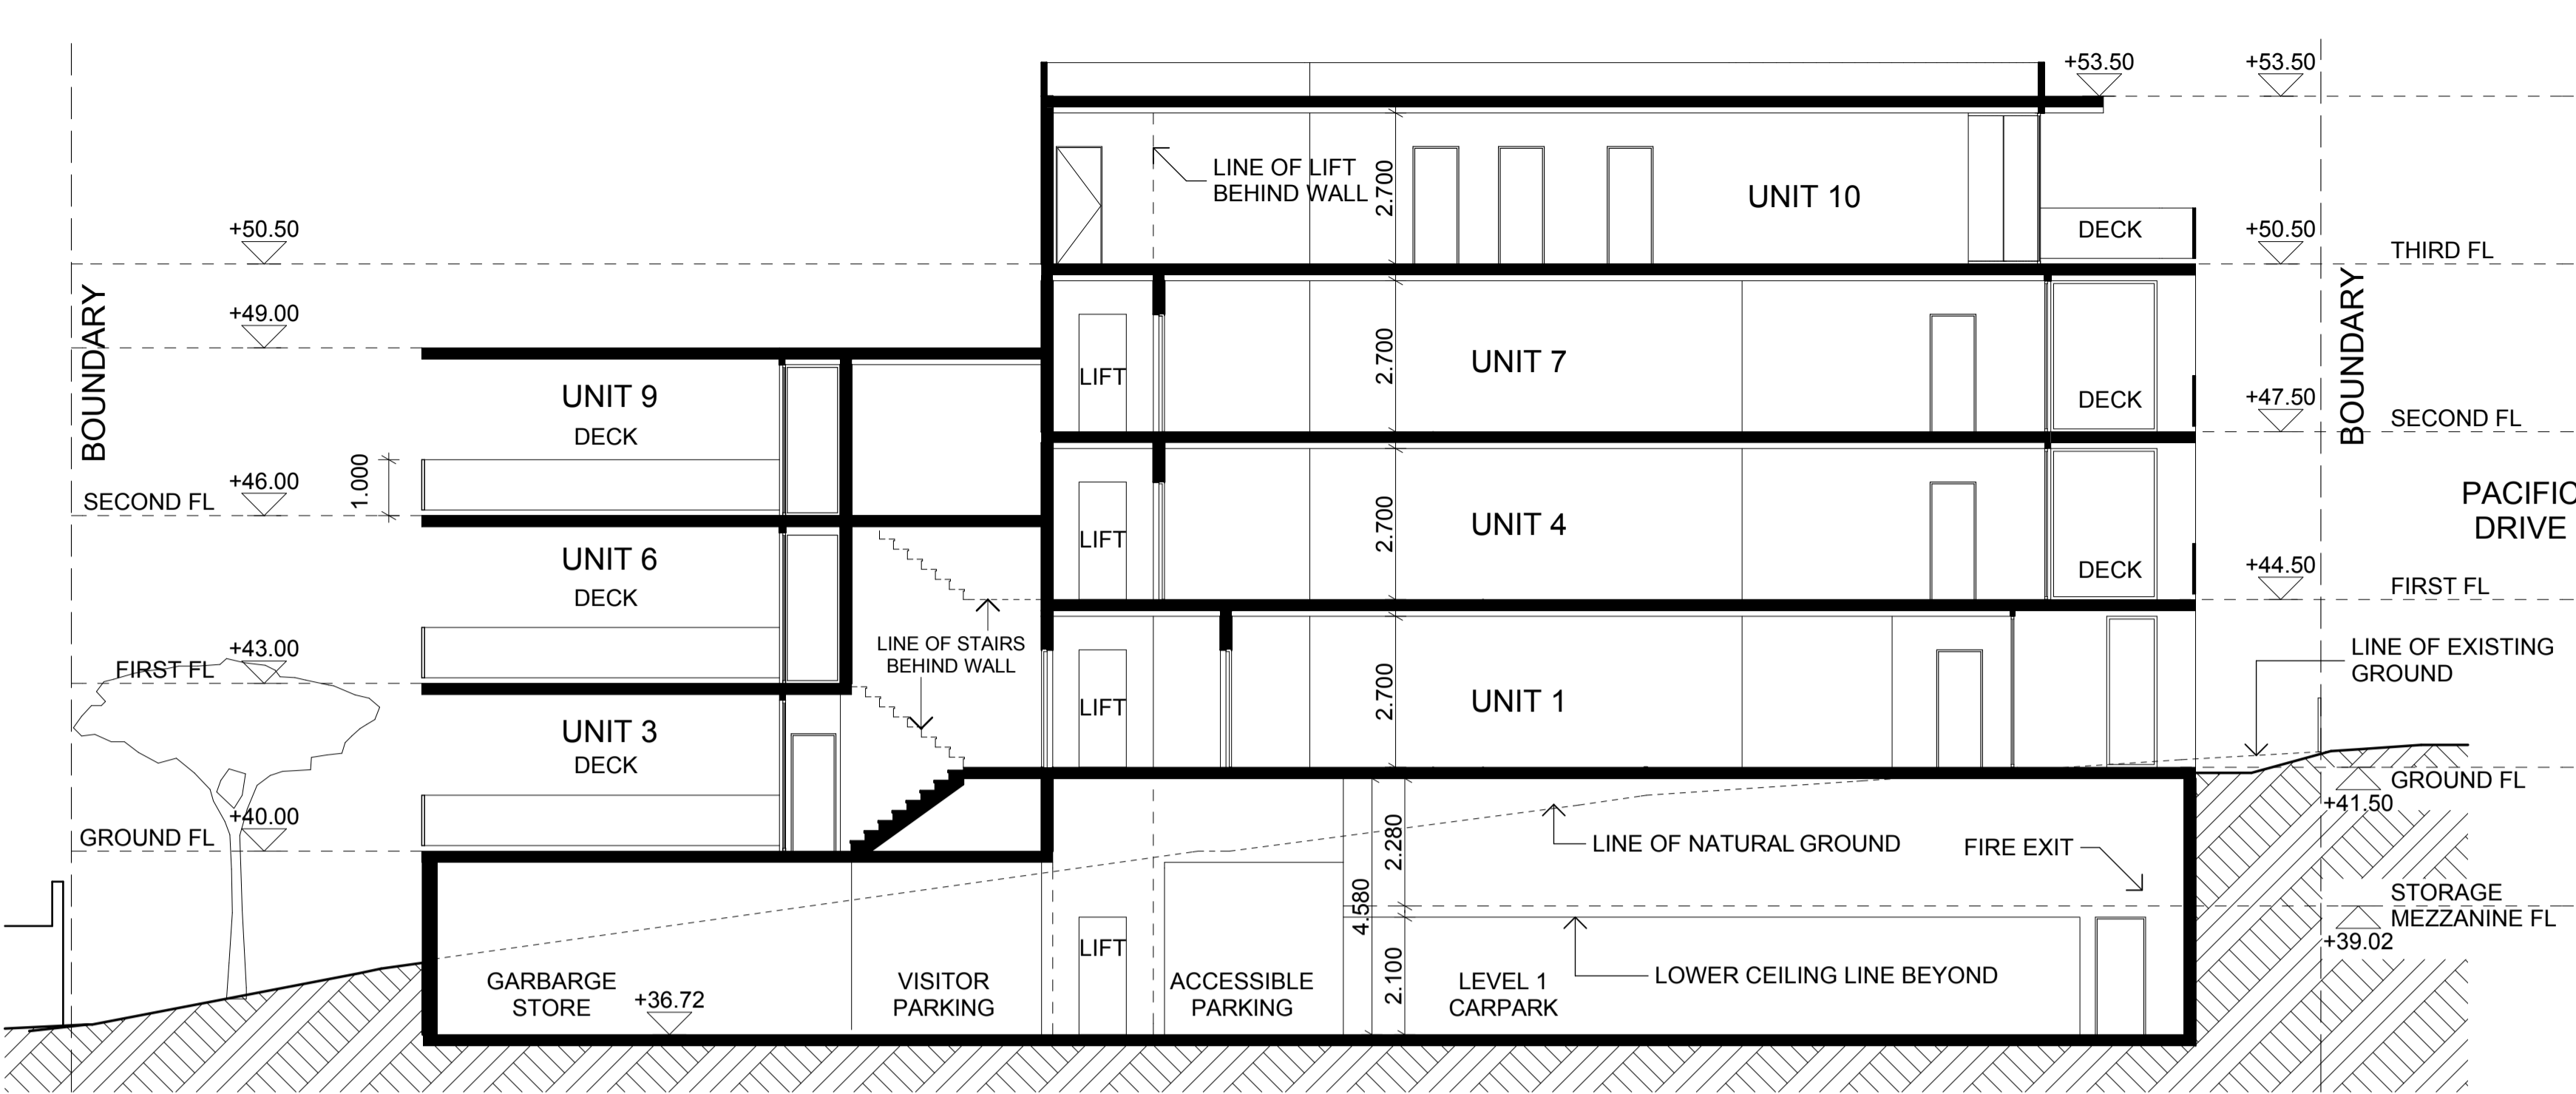 +53.50
+53.50
LINE OF LIFT
BEHIND WALL
2.700
UNIT 10
+50.50
DECK
+50.50
THIRD FL
BOUNDARY
+49.00
UNIT 9
DECK
LIFT
2.700
UNIT 7
DECK
+47.50
BOUNDARY
SECOND FL
SECOND FL
+46.00
1.000
PACIFIC
DRIVE
UNIT 6
DECK
LIFT
2.700
UNIT 4
DECK
+44.50
FIRST FL
FIRST FL
+43.00
LINE OF STAIRS
BEHIND WALL
LINE OF EXISTING
GROUND
UNIT 3
DECK
LIFT
2.700
UNIT 1
GROUND FL
+41.50
GROUND FL
+40.00
2.280
LINE OF NATURAL GROUND
FIRE EXIT
4.580
STORAGE
MEZZANINE FL
+39.02
GARBARGE
STORE
+36.72
VISITOR
PARKING
LIFT
ACCESSIBLE
PARKING
2.100
LEVEL 1
CARPARK
LOWER CEILING LINE BEYOND